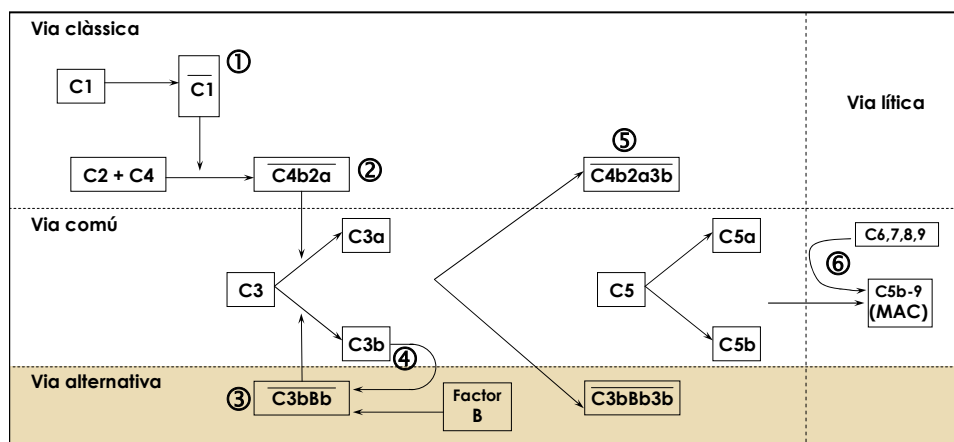 Via clàssica
①
C1
C1
Via lítica
⑤
C2 + C4
C4b2a
②
C4b2a3b
Via comú
C3a
C5a
C6,7,8,9
⑥
C3
C5
C5b-9
(MAC)
C3b
④
C5b
Via alternativa
③
C3bBb
Factor
B
C3bBb3b